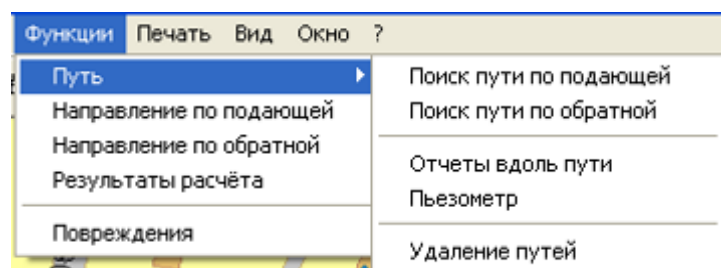 Функции Печать Вид Окно ?
Путь
Направление по подающей
Направление по обратной
Результаты расчёта
Повреждения
Поиск пути по подающей
Поиск пути по обратной
Отчеты вдоль пути
Пьезометр
Удаление путей